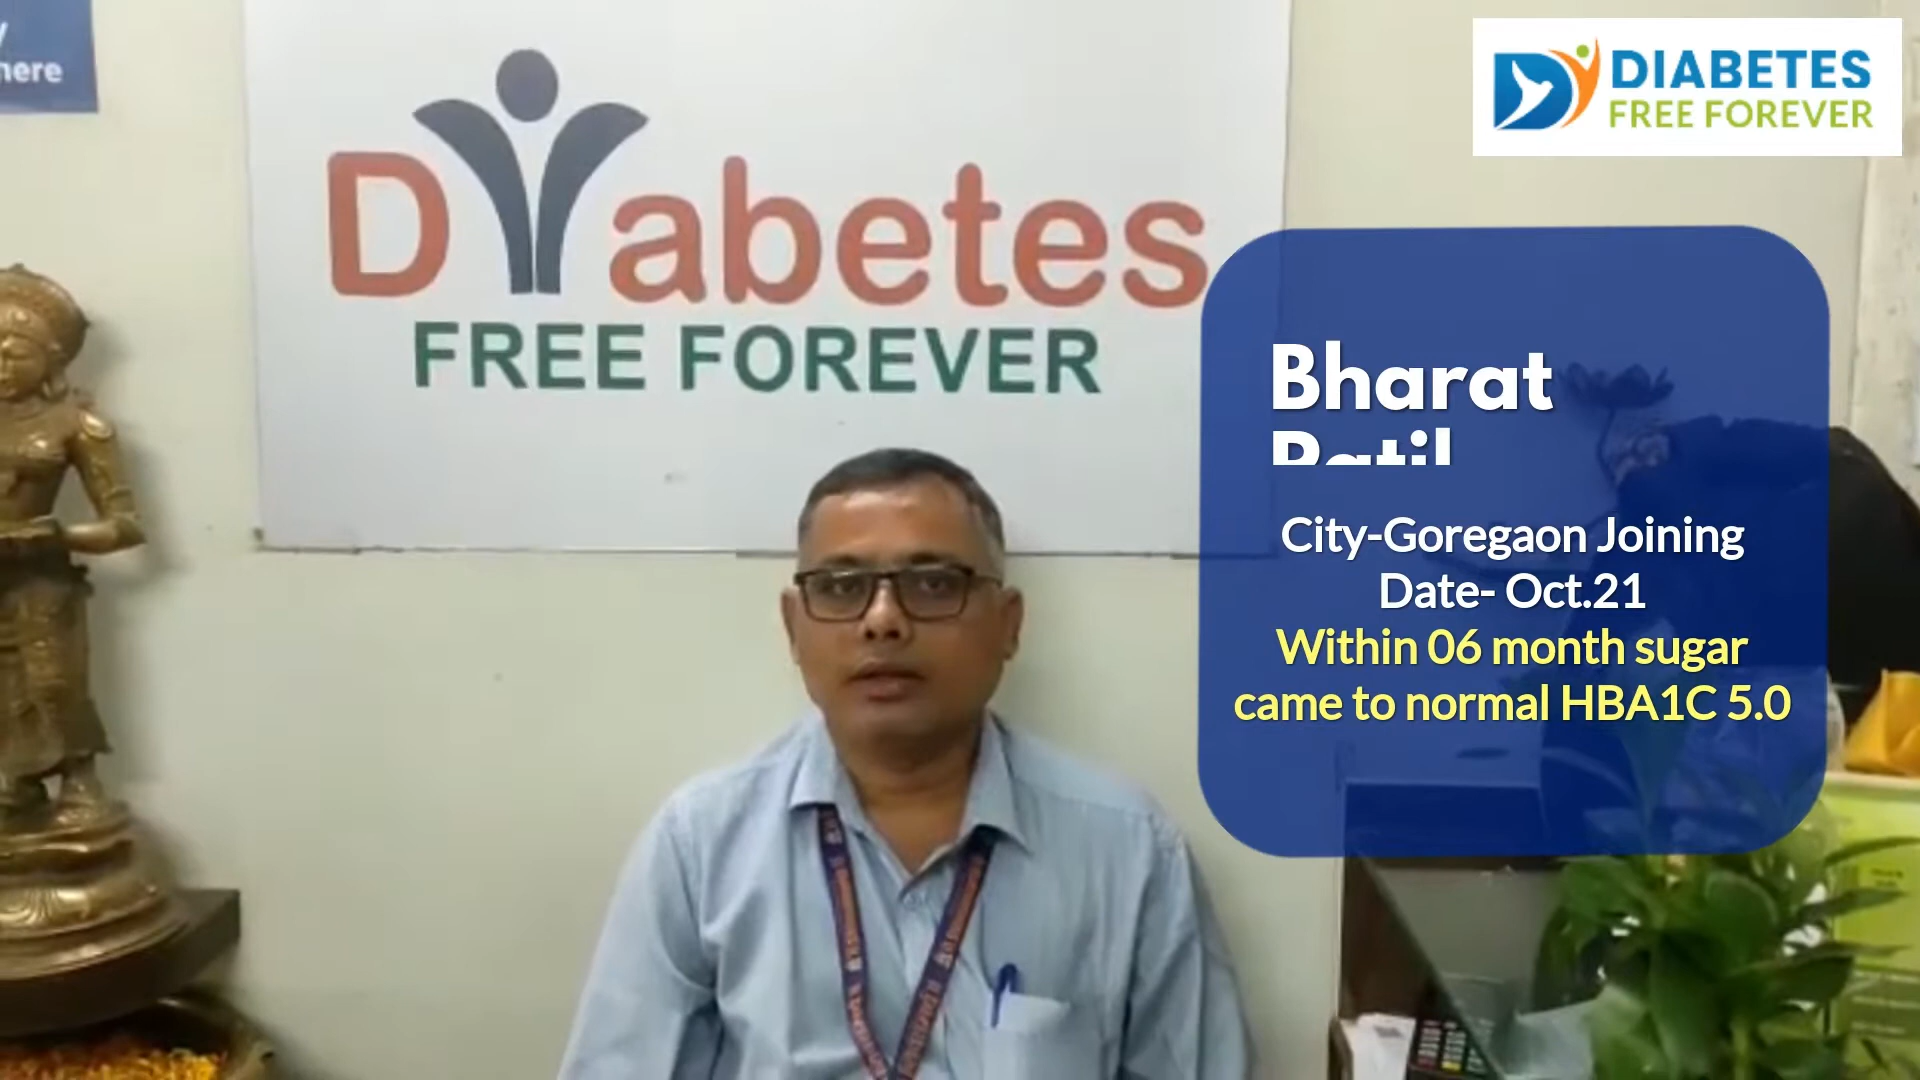 here
Diabetes
FREE FOREVER
DIABETES
FREE FOREVER
Bharat
Patil
City-Goregaon Joining
Date- Oct.21
Within 06 month sugar
came to normal HBA1C 5.0